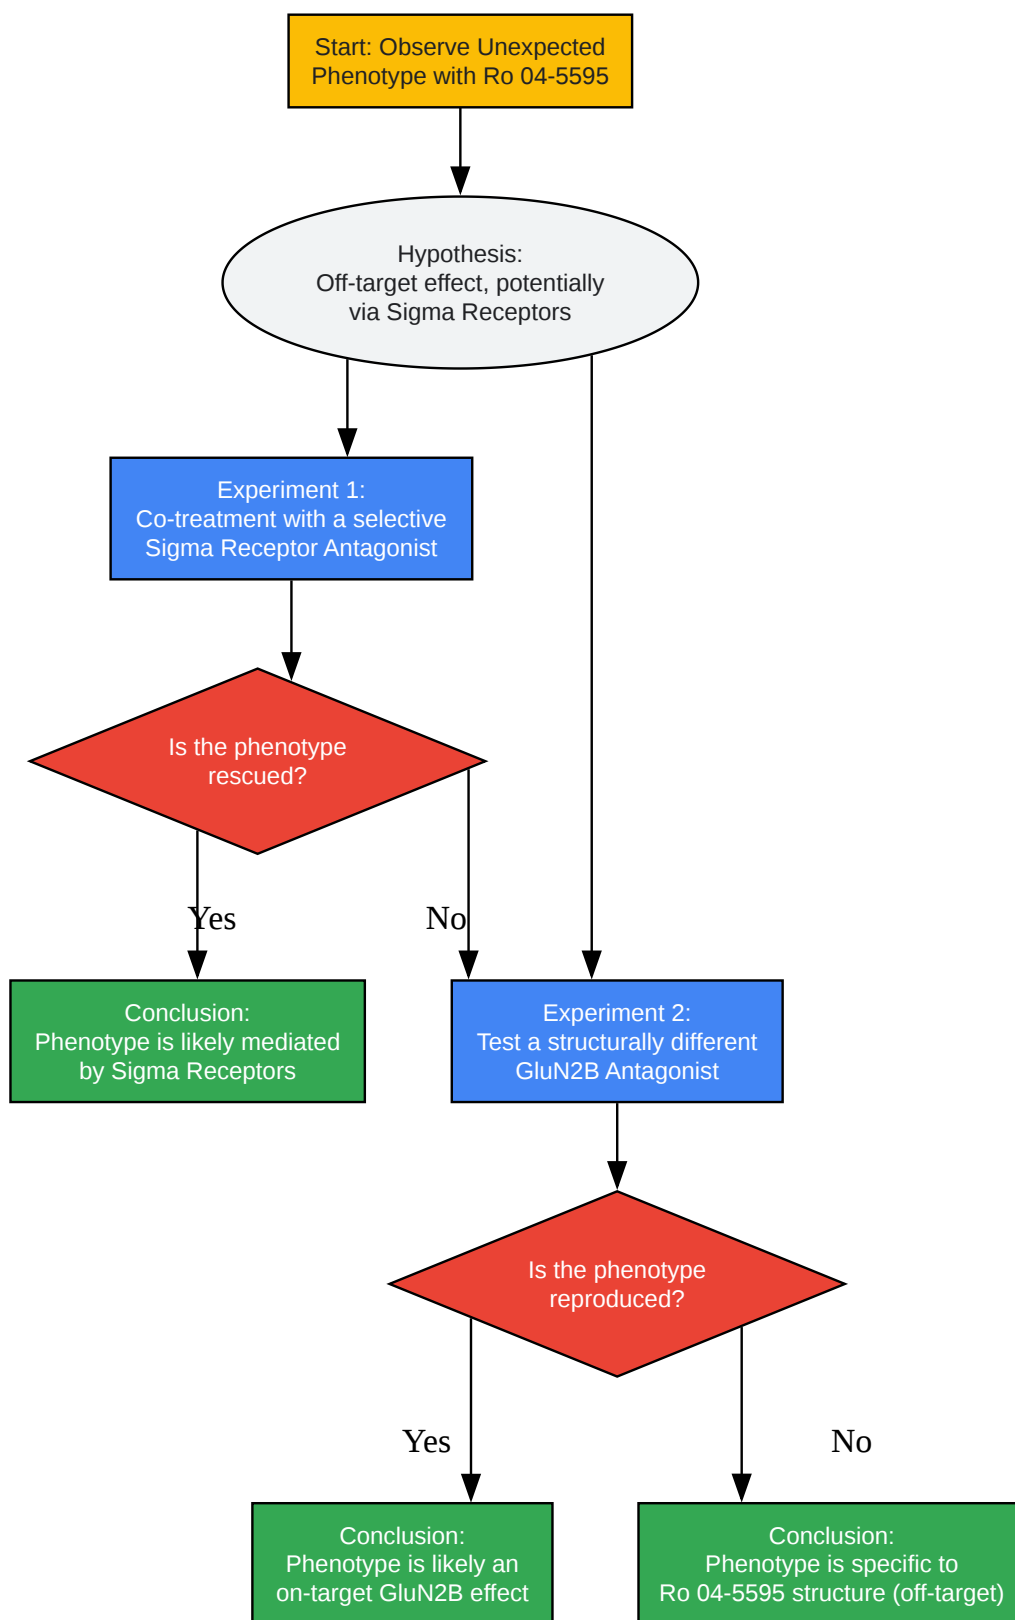 Start: Observe Unexpected
Phenotype with Ro 04-5595
Hypothesis:
Off-target effect, potentially
via Sigma Receptors
Experiment 1:
Co-treatment with a selective
Sigma Receptor Antagonist
Is the phenotype
rescued?
Yes
No
Conclusion:
Phenotype is likely mediated
by Sigma Receptors
Experiment 2:
Test a structurally different
GluN2B Antagonist
Is the phenotype
reproduced?
Yes
No
Conclusion:
Phenotype is likely an
on-target GluN2B effect
Conclusion:
Phenotype is specific to
Ro 04-5595 structure (off-target)